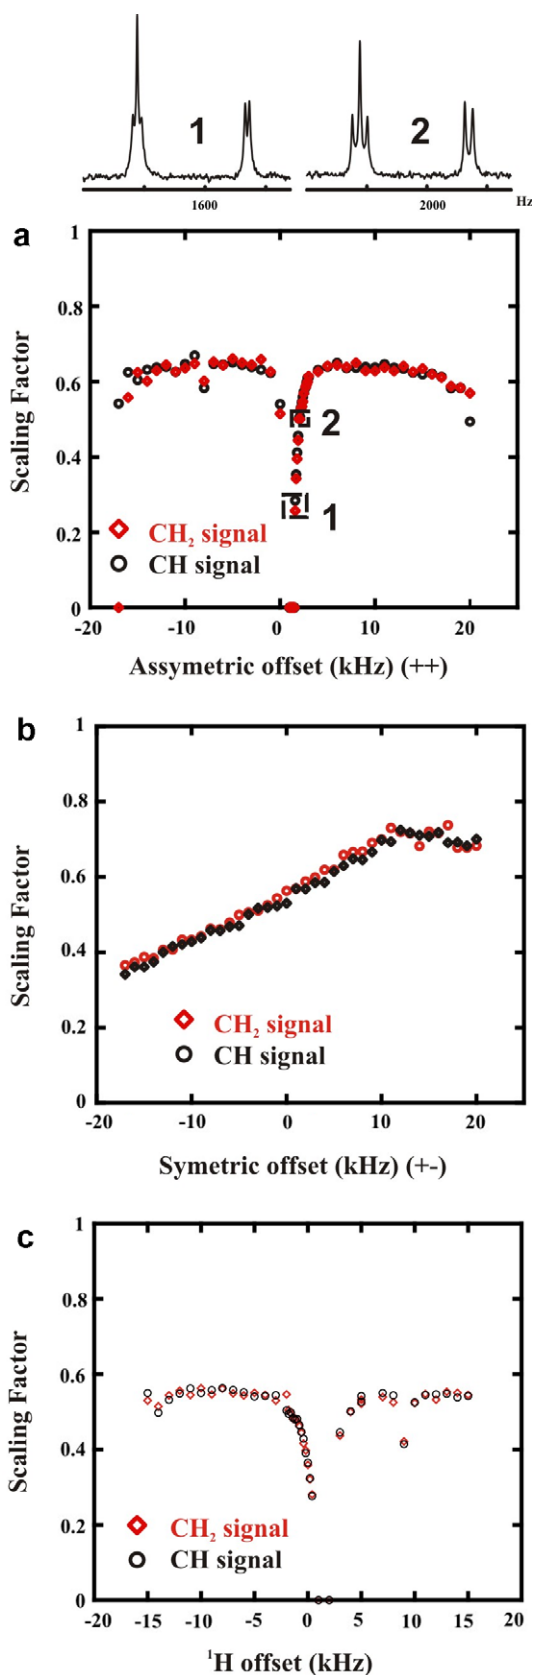 1
2
1600
2000
Hz
a
1
0.8
0.6
0.4
0.2
0
Scaling Factor
2
1
CH2 signal
CH signal
-20
-10
0
10
20
Assymetric offset (kHz) (++)
b
1
0.8
0.6
0.4
0.2
0
Scaling Factor
CH2 signal
CH signal
-20
-10
0
10
20
Symetric offset (kHz) (+-)
c
1
0.8
0.6
0.4
0.2
0
Scaling Factor
CH2 signal
CH signal
-20 -15 -10 -5 0 5 10 15 20
1H offset (kHz)